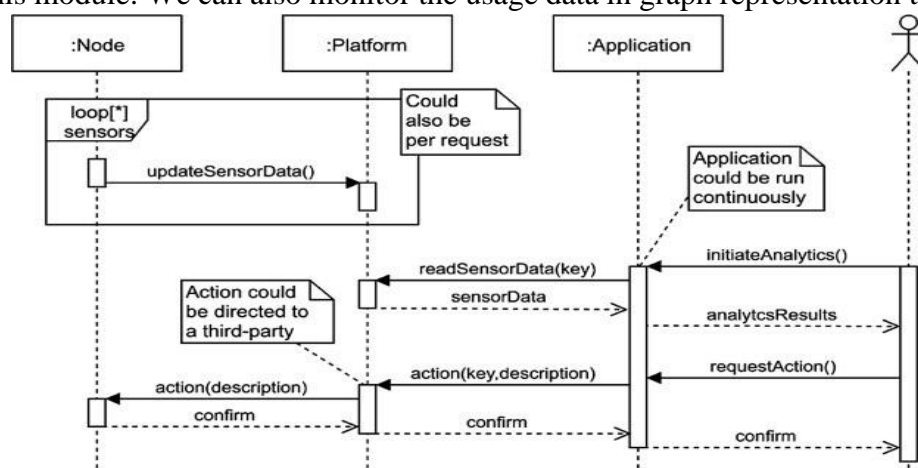 his module. We can also monitor the usage data in graph representation t
:Node
:Platform
:Application
loop[*]
sensors
Could
also be
per request
updateSensorData()
Application
could be run
continuously
initiateAnalytics()
readSensorData(key)
sensorData
Action could
be directed to
a third-party
analytcsResults
requestAction()
action(key,description)
action(description)
confirm
confirm
confirm